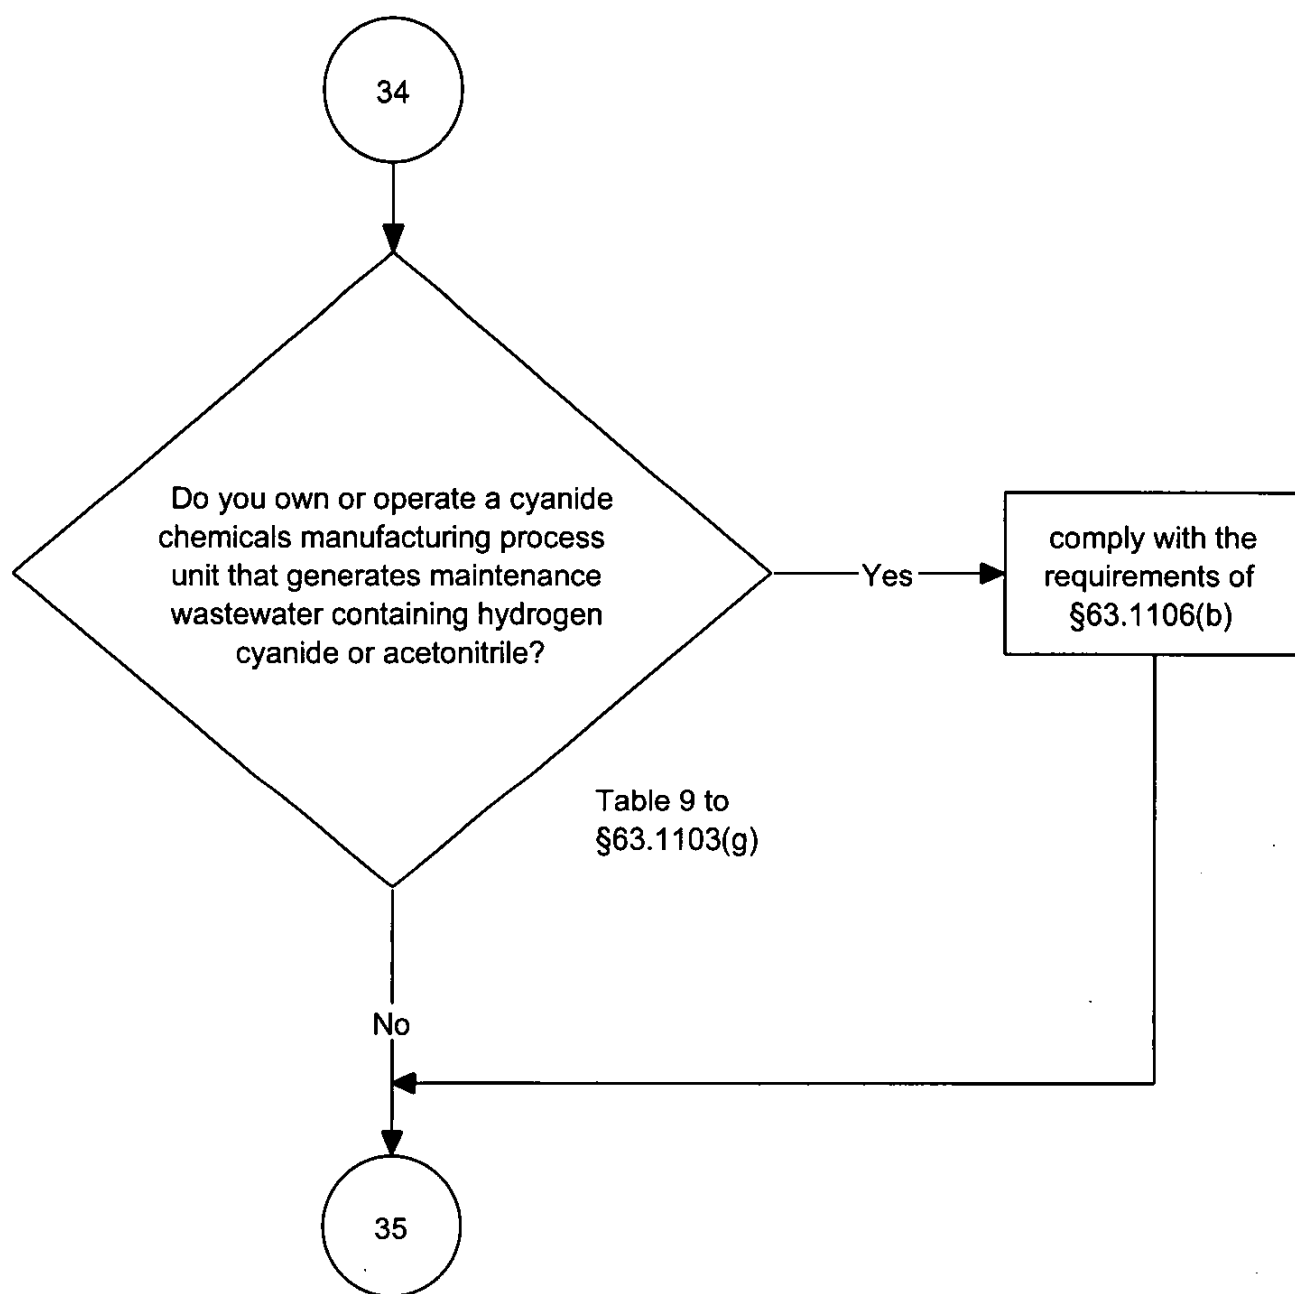 34
Do you own or operate a cyanide
chemicals manufacturing process
unit that generates maintenance
wastewater containing hydrogen
cyanide or acetonitrile?
Yes
comply with the
requirements of
§63.1106(b)
Table 9 to
§63.1103(g)
No
35